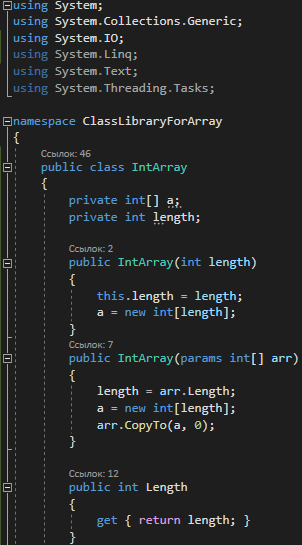 using System;
using System.Collections.Generic;
using System.IO;
using System.Linq;
using System.Text;
using System.Threading.Tasks;
namespace ClassLibraryForArray
{
Ссылок: 46
public class IntArray
{
private int[] a;
private int length;
Ссылок: 2
public IntArray(int length)
{
this.length = length;
a = new int[length];
}
Ссылок: 7
public IntArray(params int[] arr)
{
length = arr.Length;
a = new int[length];
arr.CopyTo(a, 0);
}
Ссылок: 12
public int Length
{
get { return length; }
}